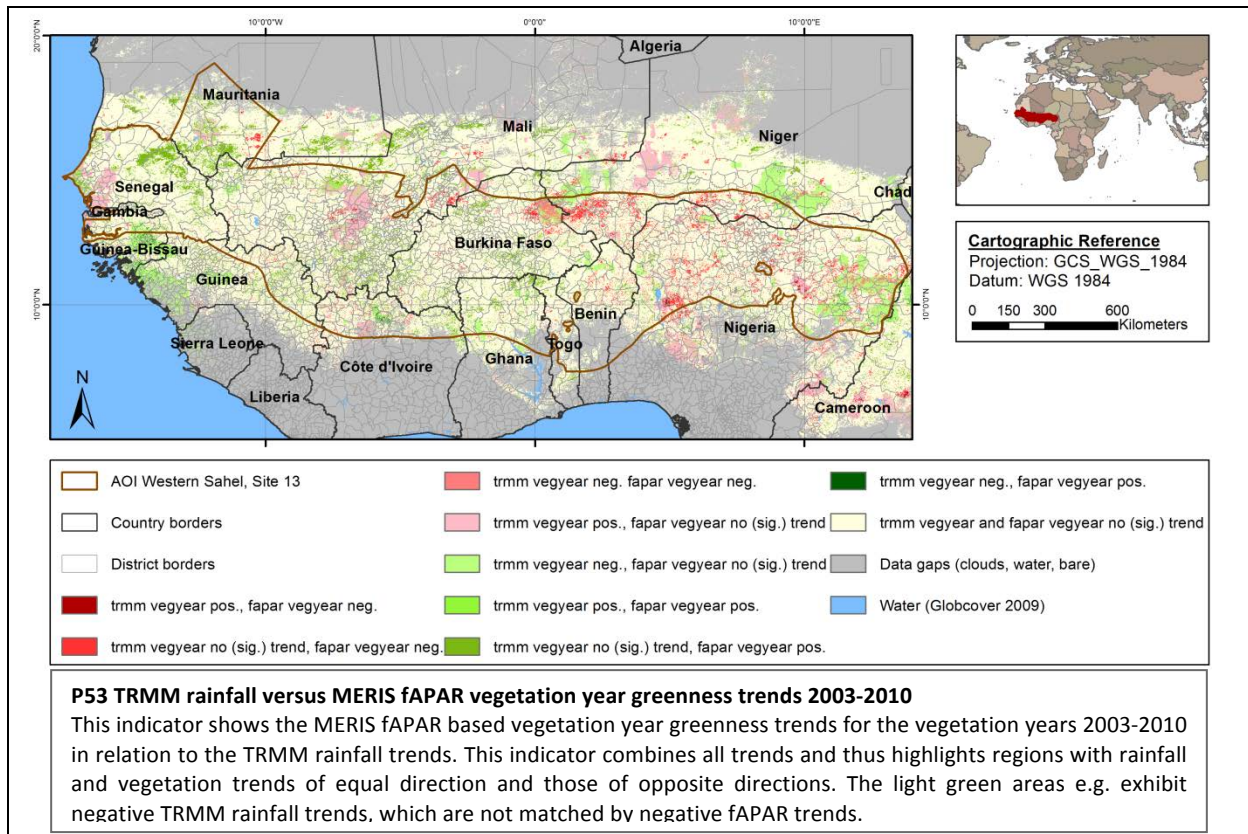 10°0'0"W 0°0'0" 10°0'0"E
20°0'0"N
Algeria
Mauritania
Mali
Niger
Chad
Senegal
Gambia
Guinea-Bissau
Burkina Faso
Guinea
Benin
Nigeria
Sierra Leone
Togo
Côte d'Ivoire
Ghana
Liberia
Cameroon
10°0'0"N
10°0'0"N
N
Cartographic Reference
Projection: GCS_WGS_1984
Datum: WGS 1984
0 150 300 600
Kilometers
AOI Western Sahel, Site 13
Country borders
District borders
trmm vegyear pos., fapar vegyear neg.
trmm vegyear no (sig.) trend, fapar vegyear neg.
trmm vegyear neg. fapar vegyear neg.
trmm vegyear pos., fapar vegyear no (sig.) trend
trmm vegyear neg., fapar vegyear no (sig.) trend
trmm vegyear pos., fapar vegyear pos.
trmm vegyear no (sig.) trend, fapar vegyear pos.
trmm vegyear neg., fapar vegyear pos.
trmm vegyear and fapar vegyear no (sig.) trend
Data gaps (clouds, water, bare)
Water (Globcover 2009)
P53 TRMM rainfall versus MERIS fAPAR vegetation year greenness trends 2003-2010
This indicator shows the MERIS fAPAR based vegetation year greenness trends for the vegetation years 2003-2010
in relation to the TRMM rainfall trends. This indicator combines all trends and thus highlights regions with rainfall
and vegetation trends of equal direction and those of opposite directions. The light green areas e.g. exhibit
negative TRMM rainfall trends, which are not matched by negative fAPAR trends.